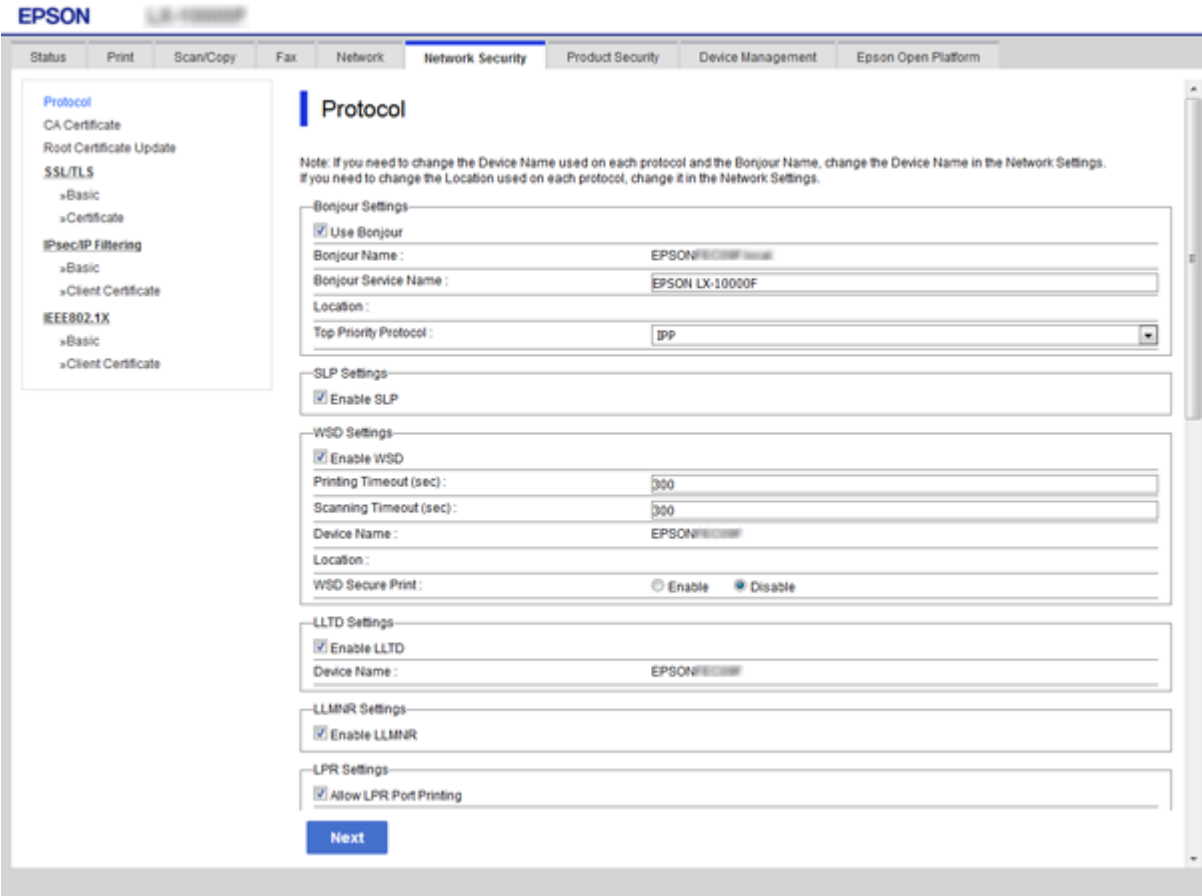 EPSON
Status Print Scan/Copy Fax Network Network Security Product Security Device Management Epson Open Platform
Protocol
CA Certificate
Root Certificate Update
SSL/TLS
»Basic
»Certificate
IPsec/IP Filtering
»Basic
»Client Certificate
IEEE802.1X
»Basic
»Client Certificate
Protocol
Note: If you need to change the Device Name used on each protocol and the Bonjour Name, change the Device Name in the Network Settings.
If you need to change the Location used on each protocol, change it in the Network Settings.
Bonjour Settings
Use Bonjour
Bonjour Name : EPSON
Bonjour Service Name : EPSON LX-10000F
Location :
Top Priority Protocol : IPP
SLP Settings
Enable SLP
WSD Settings
Enable WSD
Printing Timeout (sec) : 300
Scanning Timeout (sec) : 300
Device Name : EPSON
Location :
WSD Secure Print : Enable Disable
LLTD Settings
Enable LLTD
Device Name : EPSON
LLMNR Settings
Enable LLMNR
LPR Settings
Allow LPR Port Printing
Next